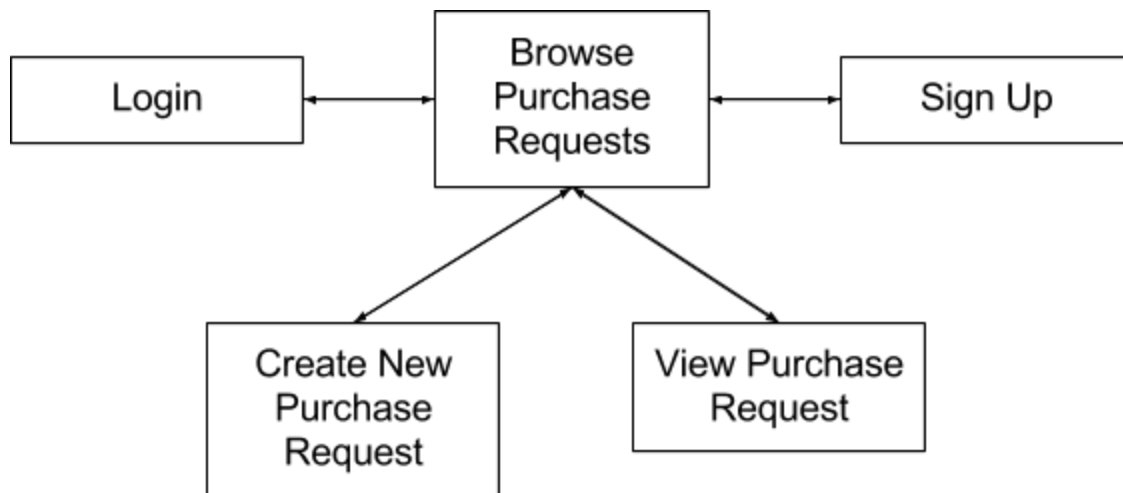 Login
Browse
Purchase
Requests
Sign Up
Create New
Purchase
Request
View Purchase
Request